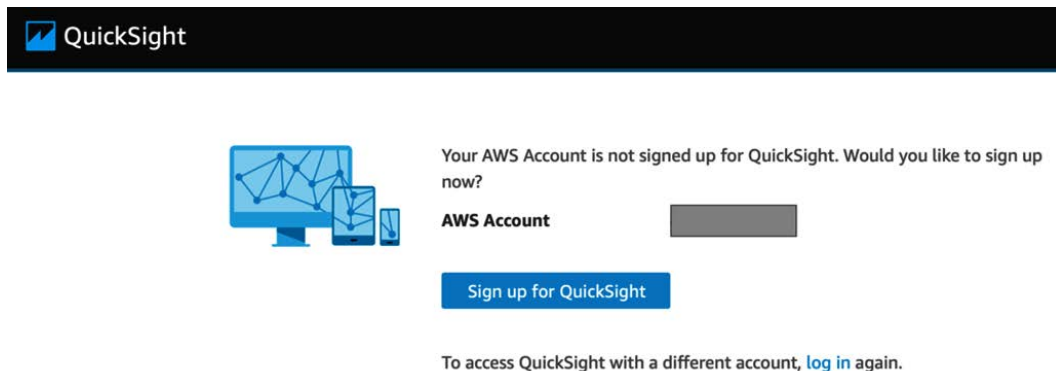 QuickSight
Your AWS Account is not signed up for QuickSight. Would you like to sign up
now?
AWS Account
Sign up for QuickSight
To access QuickSight with a different account, log in again.